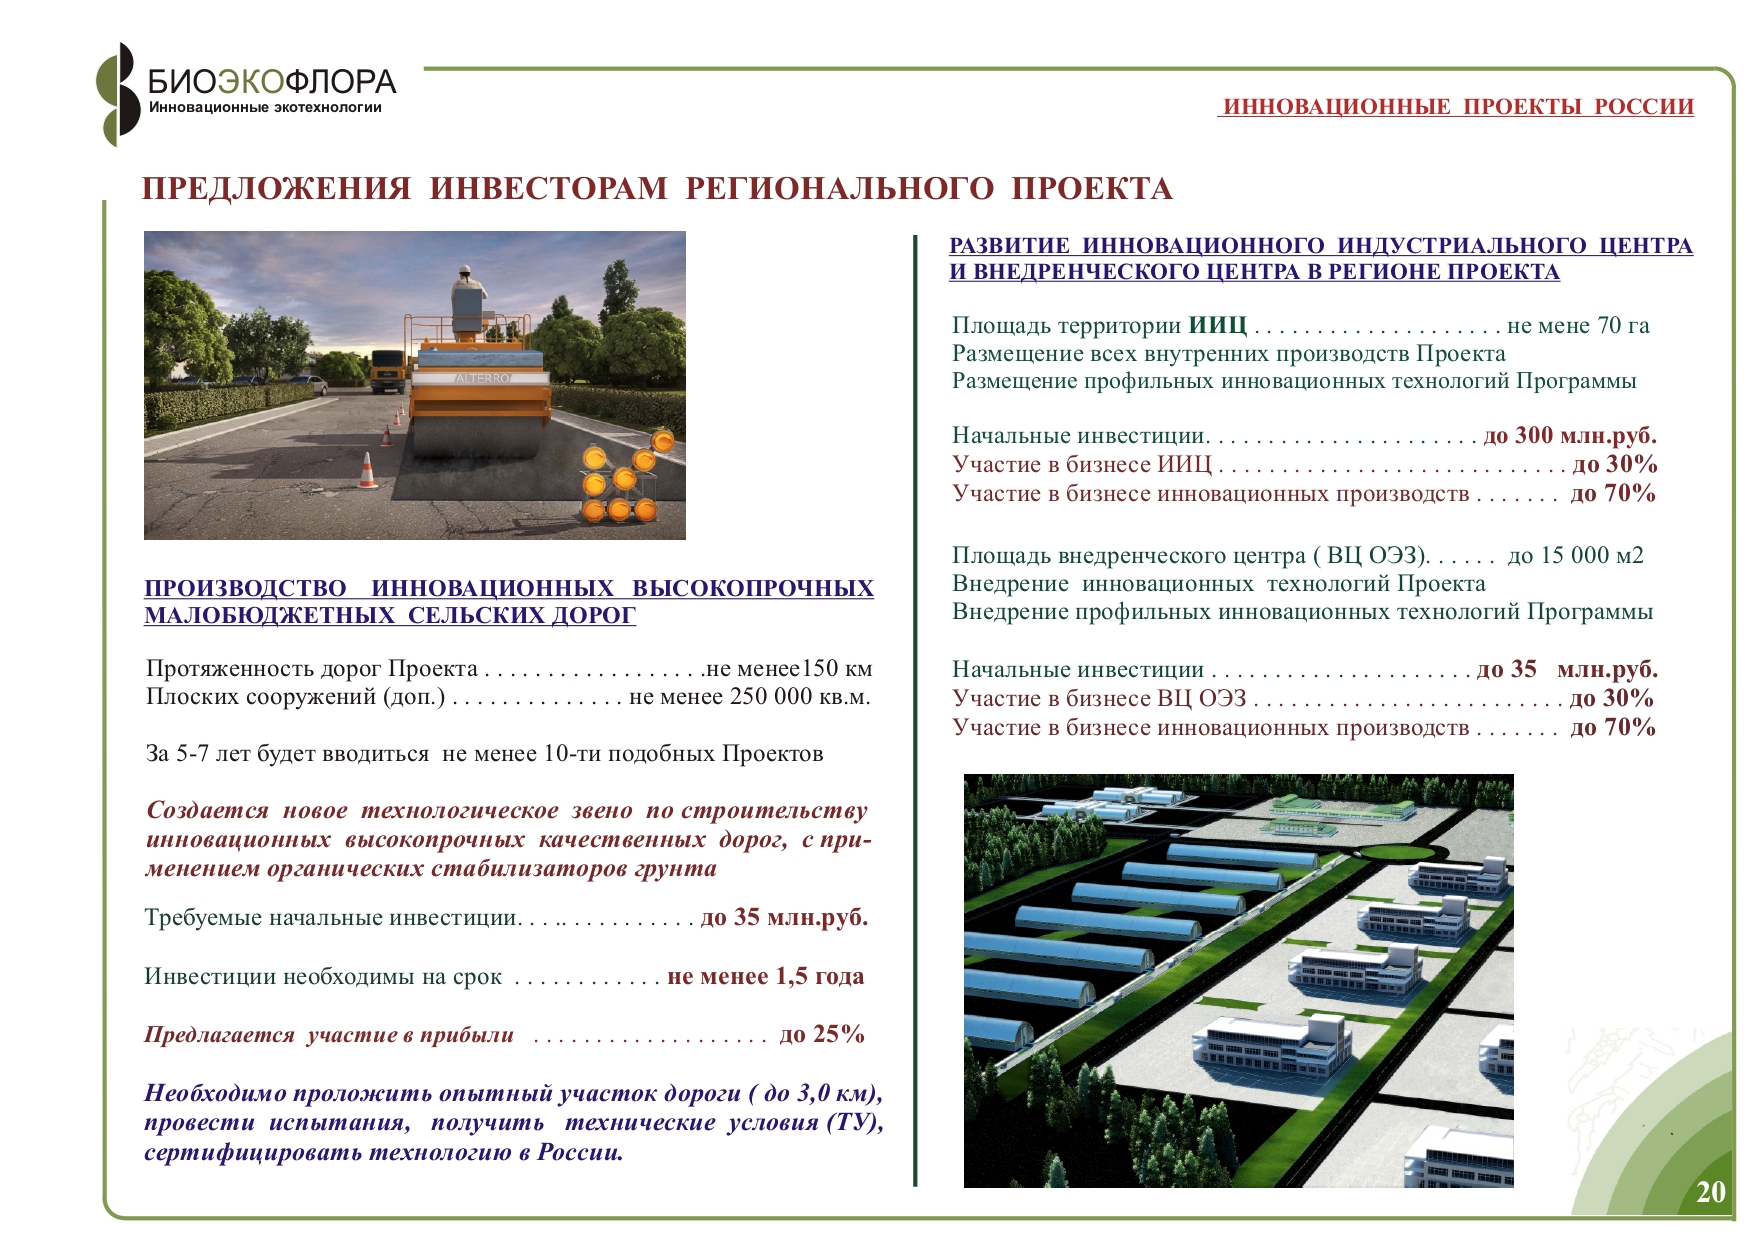 БИОЭКОФЛОРА
Инновационные экотехнологии
ИННОВАЦИОННЫЕ ПРОЕКТЫ РОССИИ
ПРЕДЛОЖЕНИЯ ИНВЕСТОРАМ РЕГИОНАЛЬНОГО ПРОЕКТА
ALTERRO
ПРОИЗВОДСТВО ИННОВАЦИОННЫХ ВЫСОКОПРОЧНЫХ
МАЛОБЮДЖЕТНЫХ СЕЛЬСКИХ ДОРОГ
Протяженность дорог Проекта . . . . . . . . . . . . . . . . . .не менее150 км
Плоских сооружений (доп.) . . . . . . . . . . . . . . не менее 250 000 кв.м.
За 5-7 лет будет вводиться не менее 10-ти подобных Проектов
Создается новое технологическое звено по строительству
инновационных высокопрочных качественных дорог, с при-
менением органических стабилизаторов грунта
Требуемые начальные инвестиции. . . .. . . . . . . . . . . до 35 млн.руб.
Инвестиции необходимы на срок . . . . . . . . . . . . не менее 1,5 года
Предлагается участие в прибыли . . . . . . . . . . . . . . . . . . . до 25%
Необходимо проложить опытный участок дороги ( до 3,0 км),
провести испытания, получить технические условия (ТУ),
сертифицировать технологию в России.
РАЗВИТИЕ ИННОВАЦИОННОГО ИНДУСТРИАЛЬНОГО ЦЕНТРА
И ВНЕДРЕНЧЕСКОГО ЦЕНТРА В РЕГИОНЕ ПРОЕКТА
Площадь территории ИИЦ . . . . . . . . . . . . . . . . . . . . не мене 70 га
Размещение всех внутренних производств Проекта
Размещение профильных инновационных технологий Программы
Начальные инвестиции. . . . . . . . . . . . . . . . . . . . . . до 300 млн.руб.
Участие в бизнесе ИИЦ . . . . . . . . . . . . . . . . . . . . . . . . . . . . до 30%
Участие в бизнесе инновационных производств . . . . . . . до 70%
Площадь внедренческого центра ( ВЦ ОЭЗ). . . . . . до 15 000 м2
Внедрение инновационных технологий Проекта
Внедрение профильных инновационных технологий Программы
Начальные инвестиции . . . . . . . . . . . . . . . . . . . . . до 35 млн.руб.
Участие в бизнесе ВЦ ОЭЗ . . . . . . . . . . . . . . . . . . . . . . . . . до 30%
Участие в бизнесе инновационных производств . . . . . . . до 70%
20